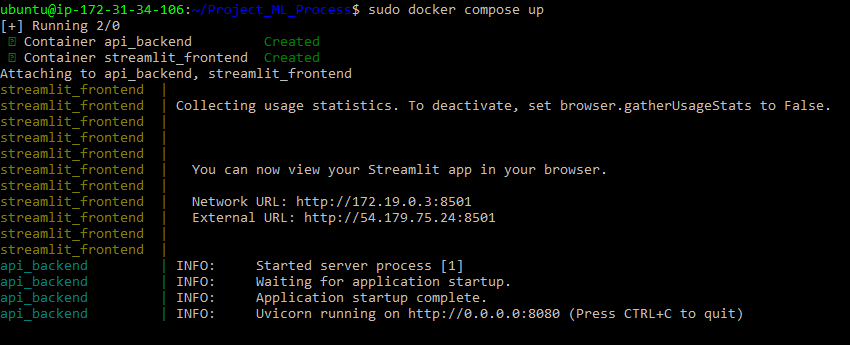 ubuntu@ip-172-31-34-106:~/Project_ML_Process$ sudo docker compose up
[+] Running 2/0
Container api_backend Created
Container streamlit_frontend Created
Attaching to api_backend, streamlit_frontend
streamlit_frontend |
streamlit_frontend | Collecting usage statistics. To deactivate, set browser.gatherUsageStats to False.
streamlit_frontend |
streamlit_frontend |
streamlit_frontend |
streamlit_frontend | You can now view your Streamlit app in your browser.
streamlit_frontend |
streamlit_frontend | Network URL: http://172.19.0.3:8501
streamlit_frontend | External URL: http://54.179.75.24:8501
streamlit_frontend |
streamlit_frontend |
api_backend | INFO: Started server process [1]
api_backend | INFO: Waiting for application startup.
api_backend | INFO: Application startup complete.
api_backend | INFO: Uvicorn running on http://0.0.0.0:8080 (Press CTRL+C to quit)